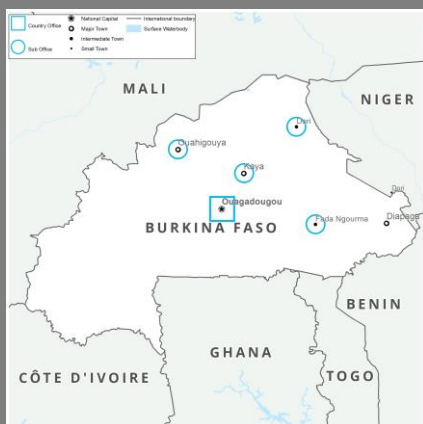 Country Office
Sub Office
National Capital
Major Town
Intermediate Town
Small Town
International boundary
Surface Waterbody
MALI
NIGER
Dori
Ouahigouya
Kaya
Ouagadougou
BURKINA FASO
Fada Ngourma
Diapaga
BENIN
GHANA
TOGO
CÔTE D'IVOIRE